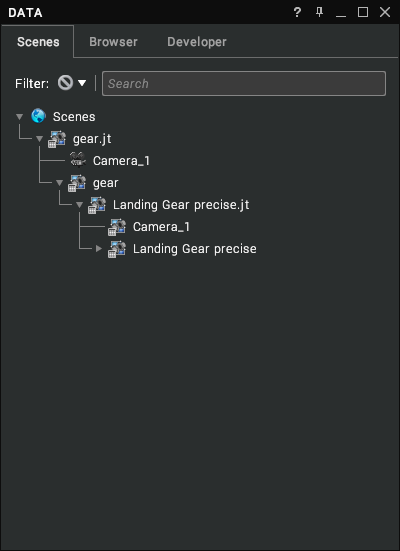 DATA
Scenes Browser Developer
Filter: Search
Scenes
gear.jt
Camera_1
gear
Landing Gear precise.jt
Camera_1
Landing Gear precise